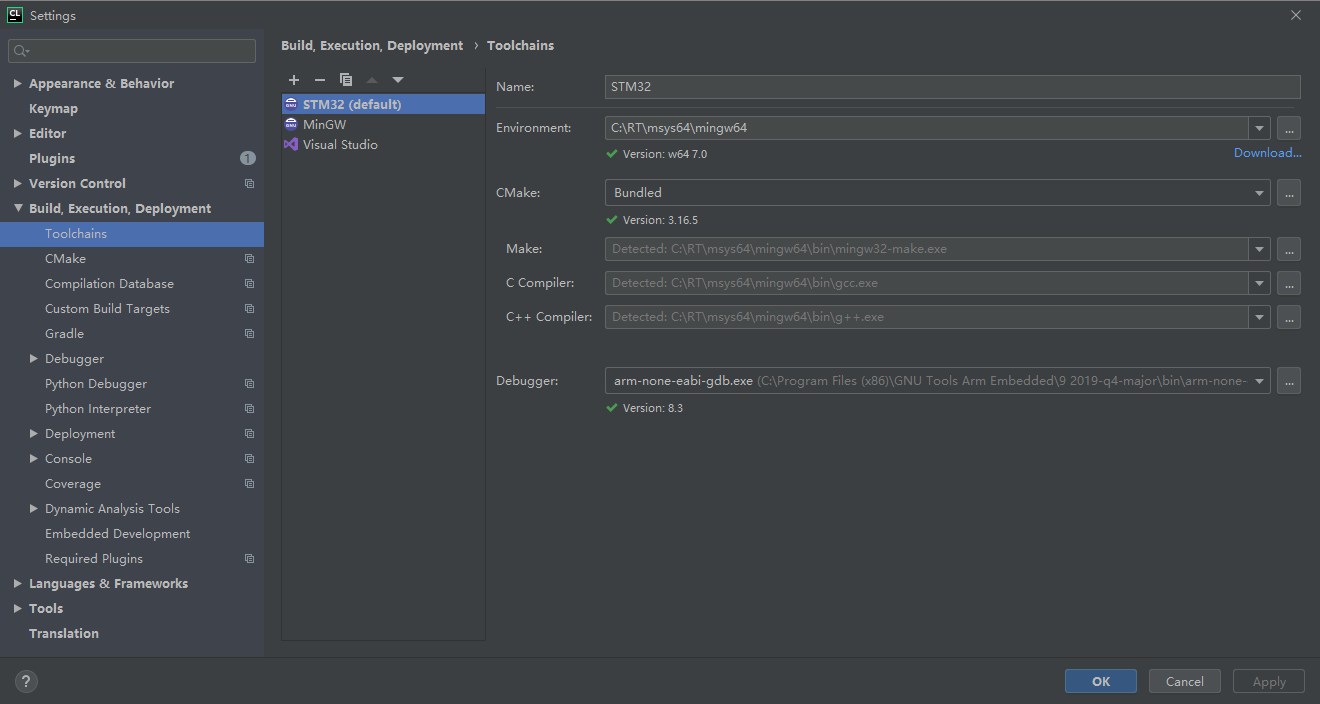 CL Settings
Build, Execution, Deployment › Toolchains
Appearance & Behavior
Keymap
Editor
Plugins 1
Version Control
Build, Execution, Deployment
Toolchains
CMake
Compilation Database
Custom Build Targets
Gradle
Debugger
Python Debugger
Python Interpreter
Deployment
Console
Coverage
Dynamic Analysis Tools
Embedded Development
Required Plugins
Languages & Frameworks
Tools
Translation
STM32 (default)
MinGW
Visual Studio
Name: STM32
Environment: C:\RT\msys64\mingw64 ...
Version: w64 7.0 Download...
CMake: Bundled ...
Version: 3.16.5
Make: Detected: C:\RT\msys64\mingw64\bin\mingw32-make.exe ...
C Compiler: Detected: C:\RT\msys64\mingw64\bin\gcc.exe ...
C++ Compiler: Detected: C:\RT\msys64\mingw64\bin\g++.exe ...
Debugger: arm-none-eabi-gdb.exe (C:\Program Files (x86)\GNU Tools Arm Embedded\9 2019-q4-major\bin\arm-none- ...
Version: 8.3
? OK Cancel Apply